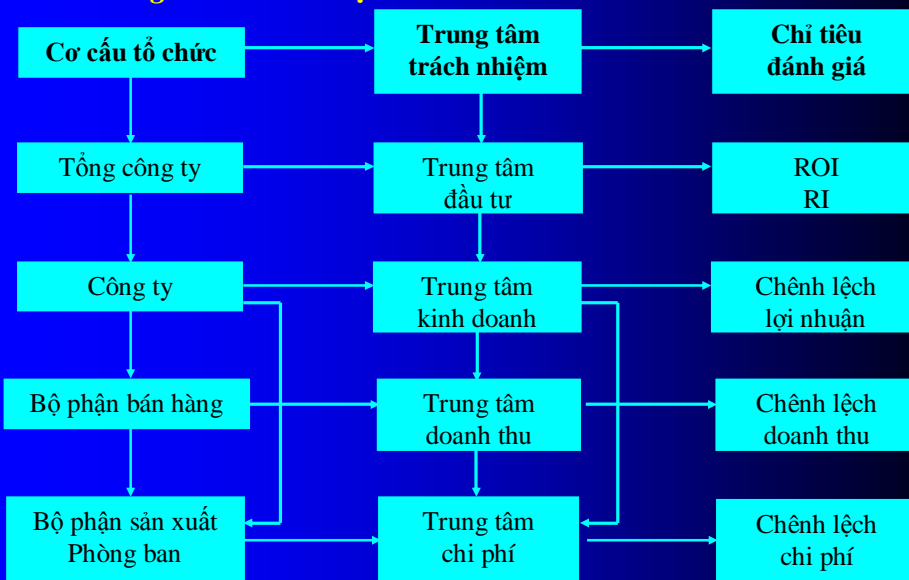 Cơ cấu tổ chức
Trung tâm
trách nhiệm
Chỉ tiêu
đánh giá
Tổng công ty
Trung tâm
đầu tư
ROI
RI
Công ty
Trung tâm
kinh doanh
Chênh lệch
lợi nhuận
Bộ phận bán hàng
Trung tâm
doanh thu
Chênh lệch
doanh thu
Bộ phận sản xuất
Phòng ban
Trung tâm
chi phí
Chênh lệch
chi phí